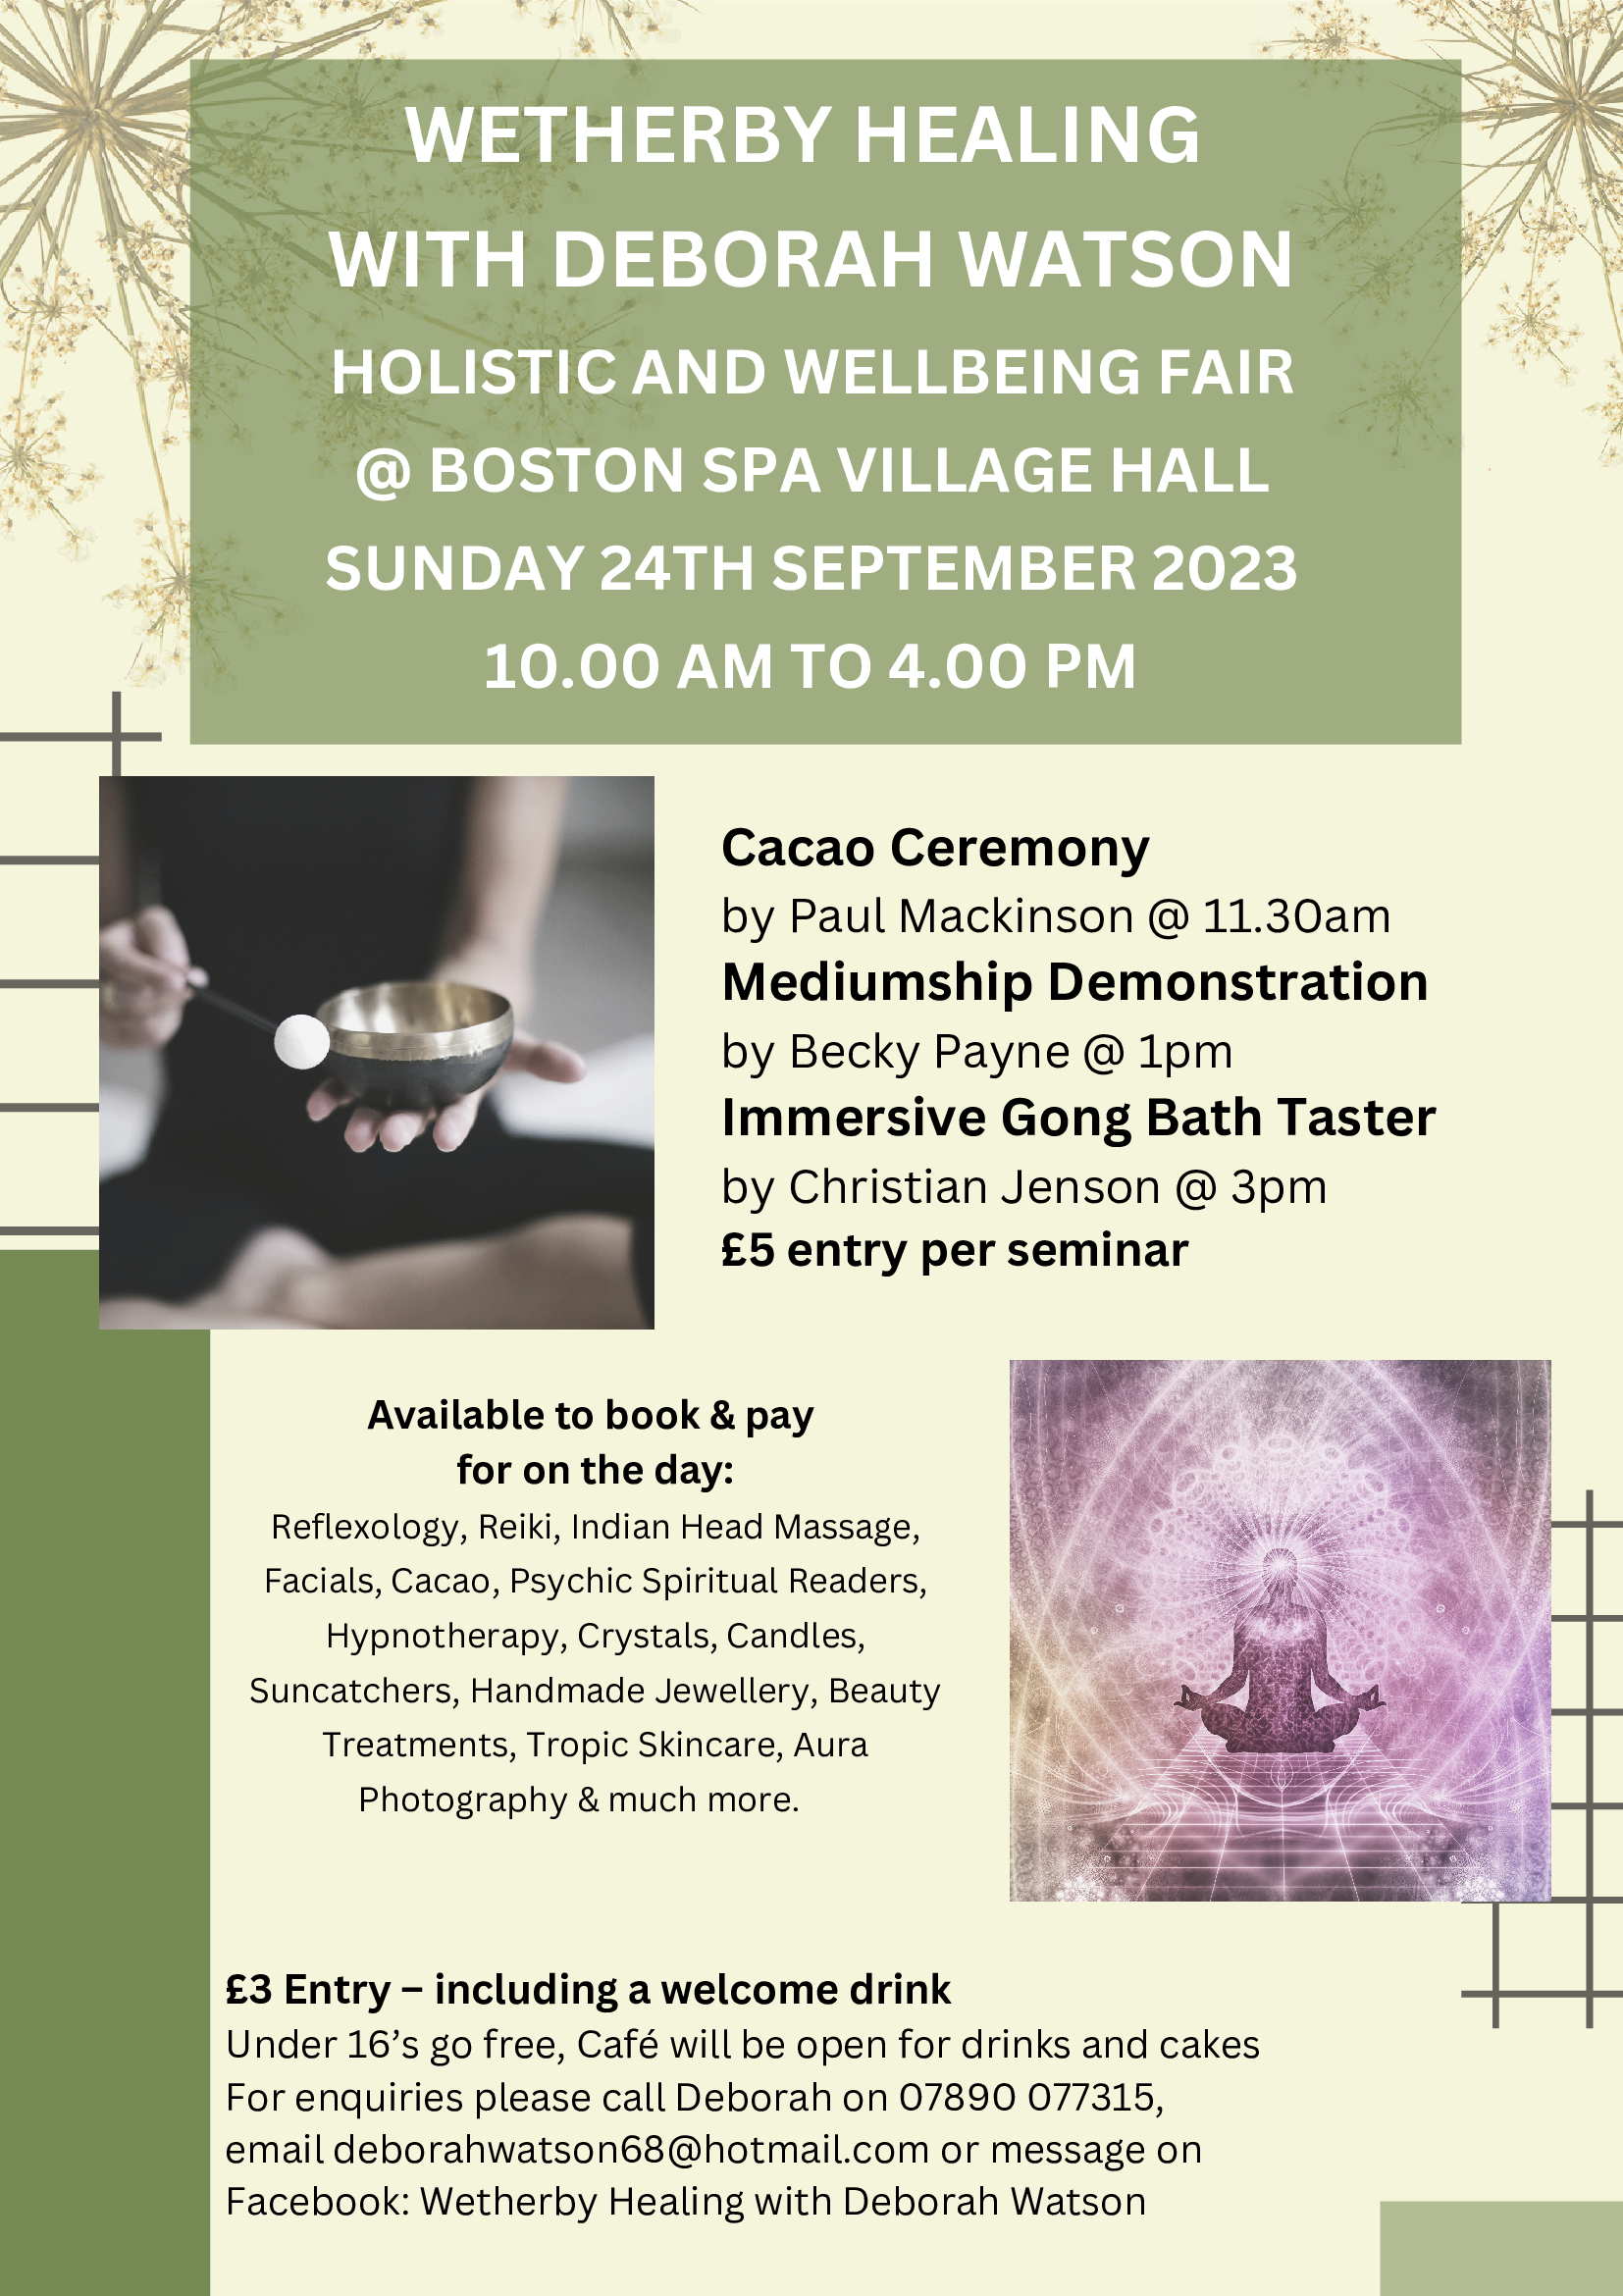 WETHERBY HEALING
WITH DEBORAH WATSON
HOLISTIC AND WELLBEING FAIR
@ BOSTON SPA VILLAGE HALL
SUNDAY 24TH SEPTEMBER 2023
10.00 AM TO 4.00 PM
Cacao Ceremony
by Paul Mackinson @ 11.30am
Mediumship Demonstration
by Becky Payne @ 1pm
Immersive Gong Bath Taster
by Christian Jenson @ 3pm
£5 entry per seminar
Available to book & pay
for on the day:
Reflexology, Reiki, Indian Head Massage,
Facials, Cacao, Psychic Spiritual Readers,
Hypnotherapy, Crystals, Candles,
Suncatchers, Handmade Jewellery, Beauty
Treatments, Tropic Skincare, Aura
Photography & much more.
£3 Entry – including a welcome drink
Under 16’s go free, Café will be open for drinks and cakes
For enquiries please call Deborah on 07890 077315,
email deborahwatson68@hotmail.com or message on
Facebook: Wetherby Healing with Deborah Watson